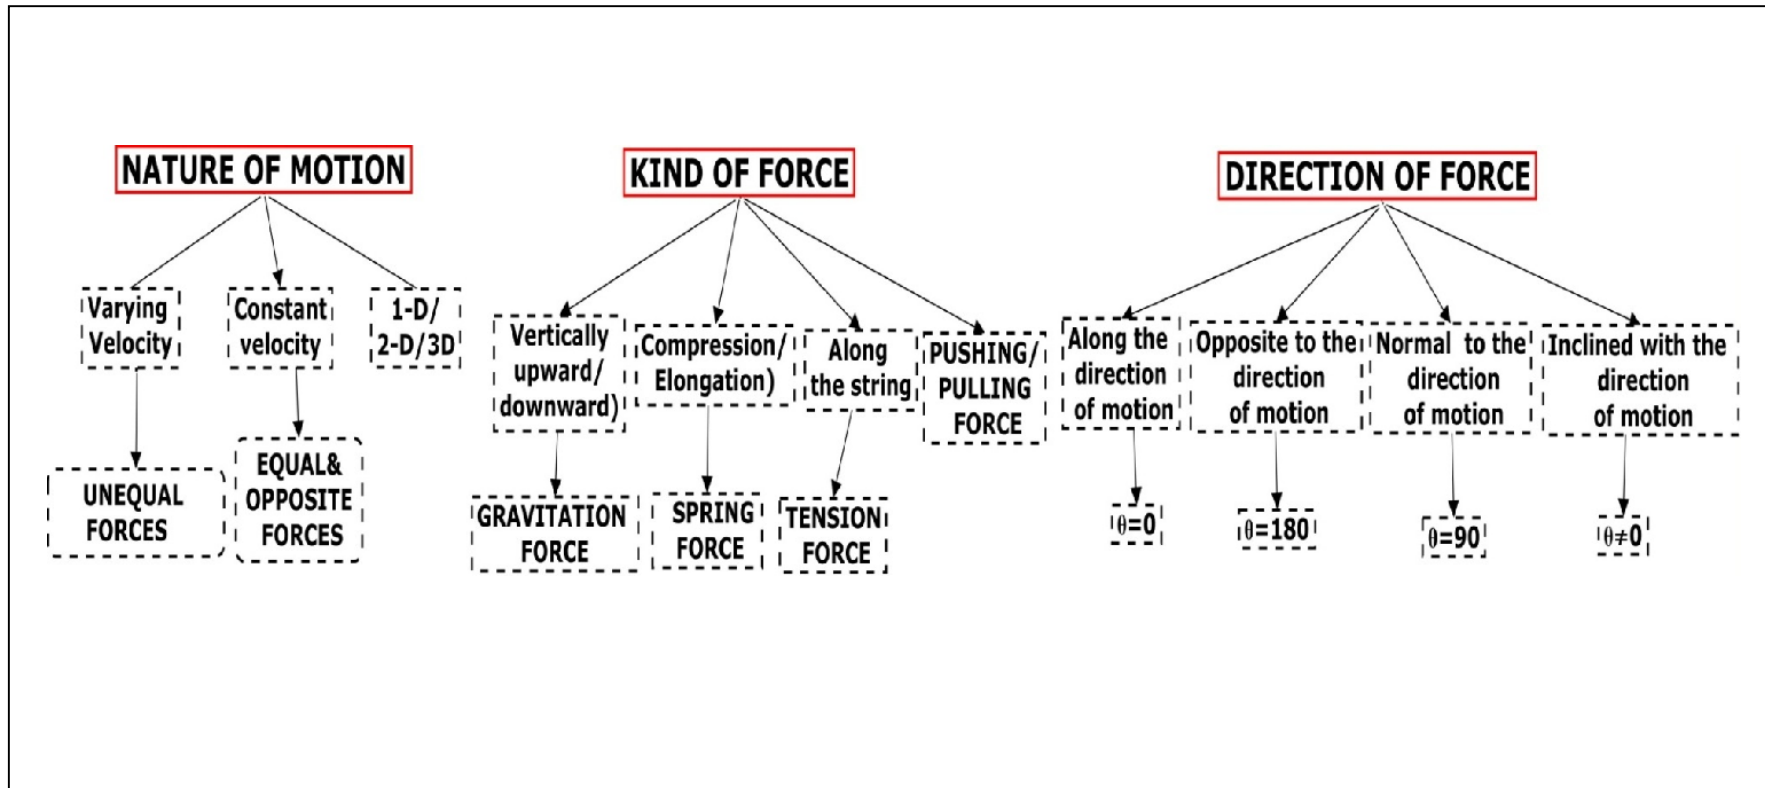 NATURE OF MOTION
Varying
Velocity
Constant
velocity
1-D/
2-D/3D
UNEQUAL
FORCES
EQUAL&
OPPOSITE
FORCES
KIND OF FORCE
Vertically
upward/
downward)
Compression/
Elongation)
Along
the string
PUSHING/
PULLING
FORCE
GRAVITATION
FORCE
SPRING
FORCE
TENSION
FORCE
DIRECTION OF FORCE
Along the
direction
of motion
Opposite to the
direction
of motion
Normal to the
direction
of motion
Inclined with the
direction
of motion
θ=0
θ=180
θ=90
θ≠0